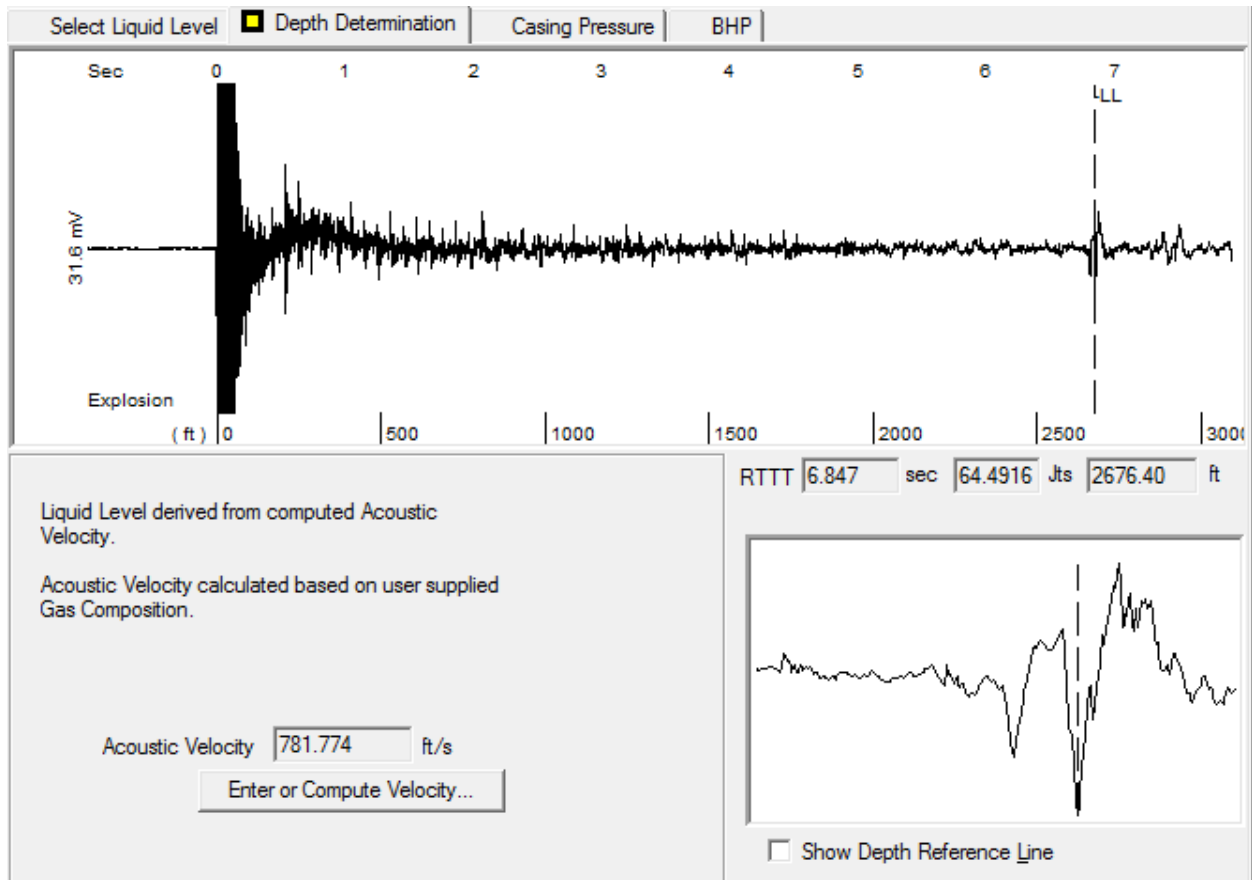 Select Liquid Level Depth Determination Casing Pressure BHP
Sec 0 1 2 3 4 5 6 7
LL
31.6 mV
Explosion
( ft ) 0 500 1000 1500 2000 2500 3000
RTTT 6.847 sec 64.4916 Jts 2676.40 ft
Liquid Level derived from computed Acoustic
Velocity.
Acoustic Velocity calculated based on user supplied
Gas Composition.
Acoustic Velocity 781.774 ft/s
Enter or Compute Velocity...
Show Depth Reference Line